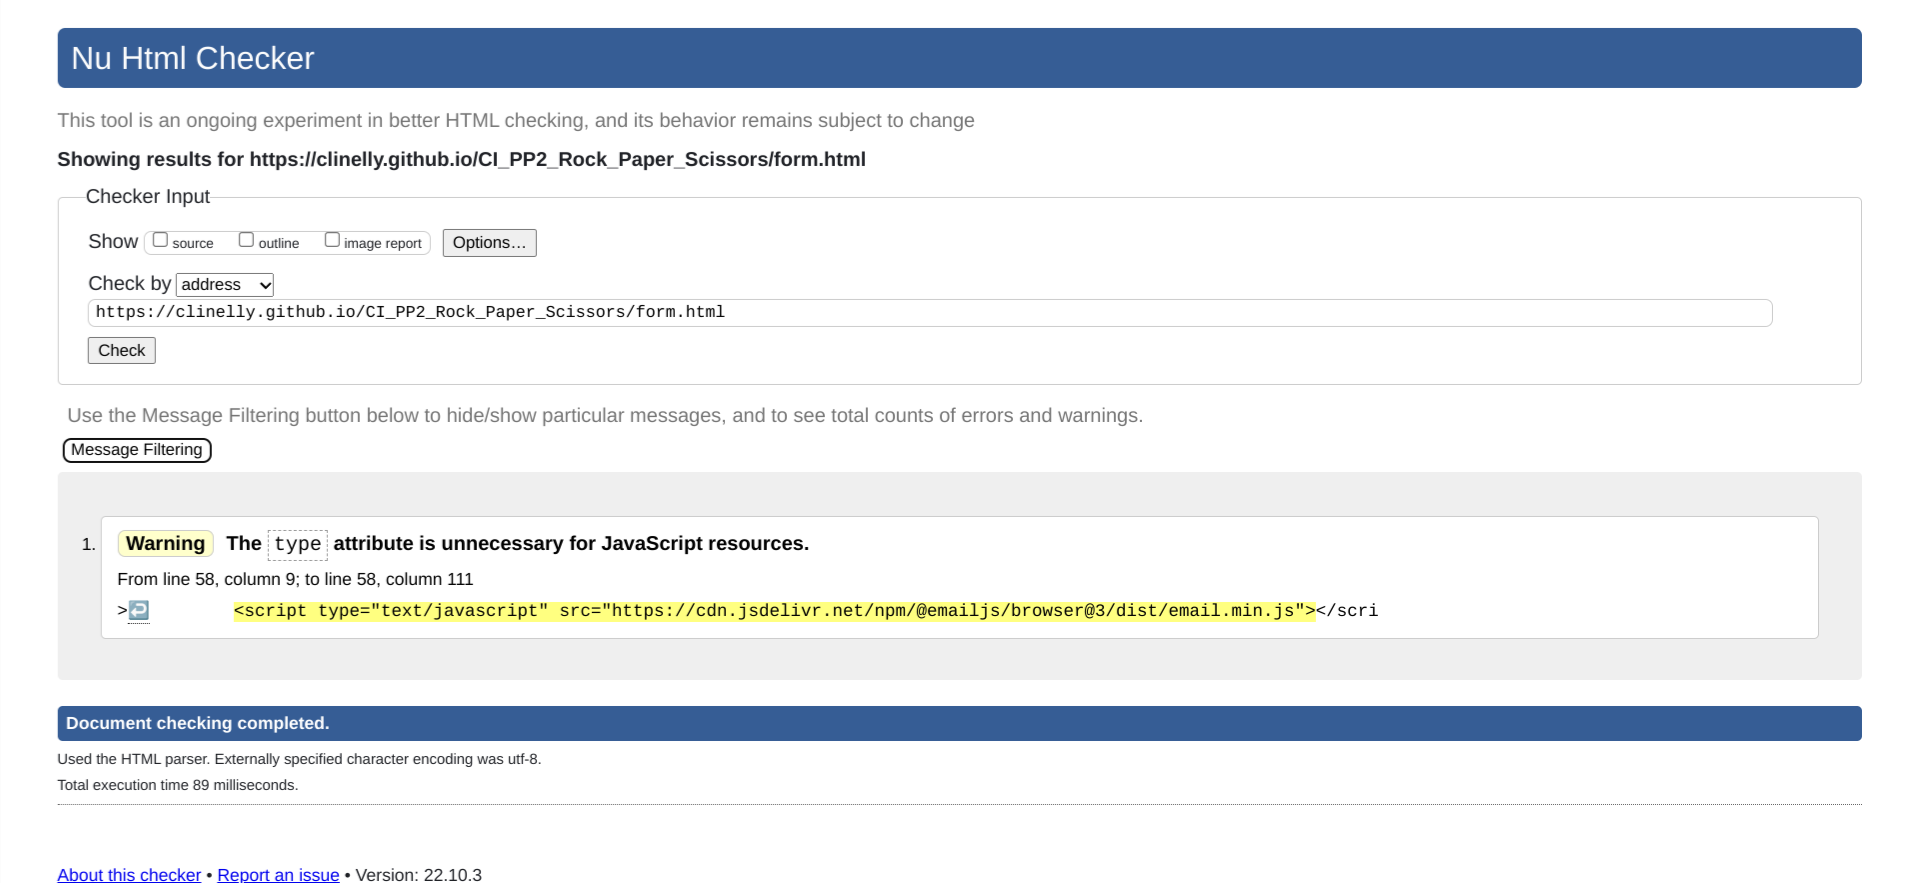 Nu Html Checker
This tool is an ongoing experiment in better HTML checking, and its behavior remains subject to change
Showing results for https://clinelly.github.io/CI_PP2_Rock_Paper_Scissors/form.html
Checker Input
Show source outline image report Options…
Check by address
https://clinelly.github.io/CI_PP2_Rock_Paper_Scissors/form.html
Check
Use the Message Filtering button below to hide/show particular messages, and to see total counts of errors and warnings.
Message Filtering
1. Warning The type attribute is unnecessary for JavaScript resources.
From line 58, column 9; to line 58, column 111
>↩ <script type="text/javascript" src="https://cdn.jsdelivr.net/npm/@emailjs/browser@3/dist/email.min.js"></scri
Document checking completed.
Used the HTML parser. Externally specified character encoding was utf-8.
Total execution time 89 milliseconds.
About this checker • Report an issue • Version: 22.10.3